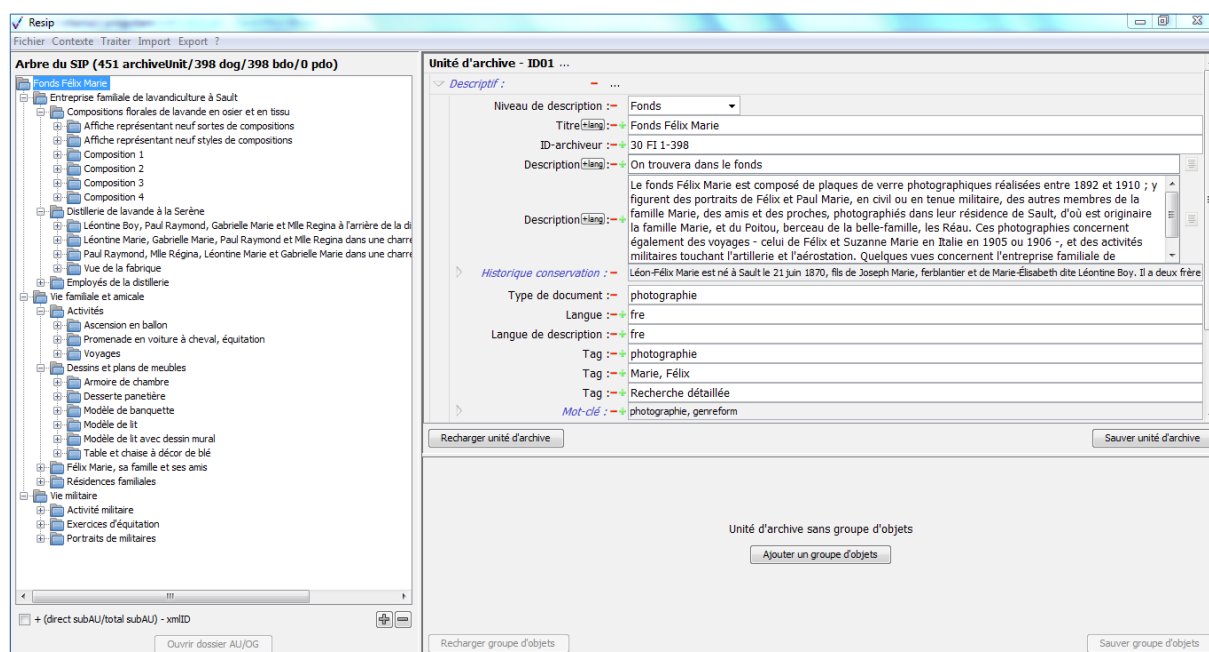 Resip
Fichier Contexte Traiter Import Export ?
Arbre du SIP (451 archiveUnit/398 dog/398 bdo/0 pdo)
Fonds Félix Marie
Entreprise familiale de lavandiculture à Sault
Compositions florales de lavande en osier et en tissu
Affiche représentant neuf sortes de compositions
Affiche représentant neuf styles de compositions
Composition 1
Composition 2
Composition 3
Composition 4
Distillerie de lavande à la Serène
Léontine Boy, Paul Raymond, Gabrielle Marie et Mlle Regina à l'arrière de la di
Léontine Marie, Gabrielle Marie, Paul Raymond et Mlle Regina dans une charre
Paul Raymond, Mlle Régina, Léontine Marie et Gabrielle Marie dans une charre
Vue de la fabrique
Employés de la distillerie
Vie familiale et amicale
Activités
Ascension en ballon
Promenade en voiture à cheval, équitation
Voyages
Dessins et plans de meubles
Armoire de chambre
Desserte panetière
Modèle de banquette
Modèle de lit
Modèle de lit avec dessin mural
Table et chaise à décor de blé
Félix Marie, sa famille et ses amis
Résidences familiales
Vie militaire
Activité militaire
Exercices d'équitation
Portraits de militaires
+ (direct subAU/total subAU) - xmlID
Ouvrir dossier AU/OG
Unité d'archive - ID01 ...
Descriptif : - ...
Niveau de description :- Fonds
Titre +lang :-+ Fonds Félix Marie
ID-archiveur :-+ 30 FI 1-398
Description +lang :-+ On trouvera dans le fonds
Description +lang :-+ Le fonds Félix Marie est composé de plaques de verre photographiques réalisées entre 1892 et 1910 ; y
figurent des portraits de Félix et Paul Marie, en civil ou en tenue militaire, des autres membres de la
famille Marie, des amis et des proches, photographiés dans leur résidence de Sault, d'où est originaire
la famille Marie, et du Poitou, berceau de la belle-famille, les Réau. Ces photographies concernent
également des voyages - celui de Félix et Suzanne Marie en Italie en 1905 ou 1906 -, et des activités
militaires touchant l'artillerie et l'aérostation. Quelques vues concernent l'entreprise familiale de
Historique conservation : - Léon-Félix Marie est né à Sault le 21 juin 1870, fils de Joseph Marie, ferblantier et de Marie-Élisabeth dite Léontine Boy. Il a deux frère
Type de document :- photographie
Langue :-+ fre
Langue de description :-+ fre
Tag :-+ photographie
Tag :-+ Marie, Félix
Tag :-+ Recherche détaillée
Mot-clé : -+ photographie, genreform
Recharger unité d'archive
Sauver unité d'archive
Unité d'archive sans groupe d'objets
Ajouter un groupe d'objets
Recharger groupe d'objets
Sauver groupe d'objets